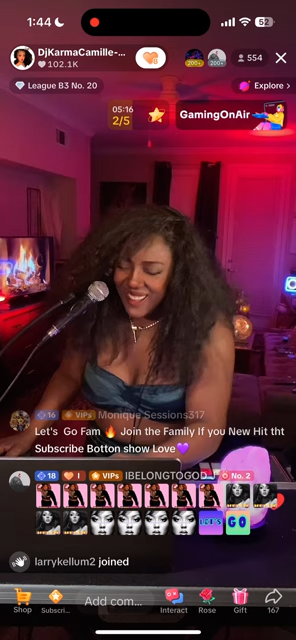 1:44
52
DjKarmaCamille-...
102.1K
200+
200+
554
League B3 No. 20
Explore >
05:16
2/5
GamingOnAir
16 VIPs Monique Sessions317
Let's Go Fam 🔥 Join the Family If you New Hit tht
Subscribe Botton show Love💜
18 I VIPs IBELONGTOGOD... No. 2
GO
larrykellum2 joined
Shop
Subscri...
Add com...
Interact
Rose
Gift
167